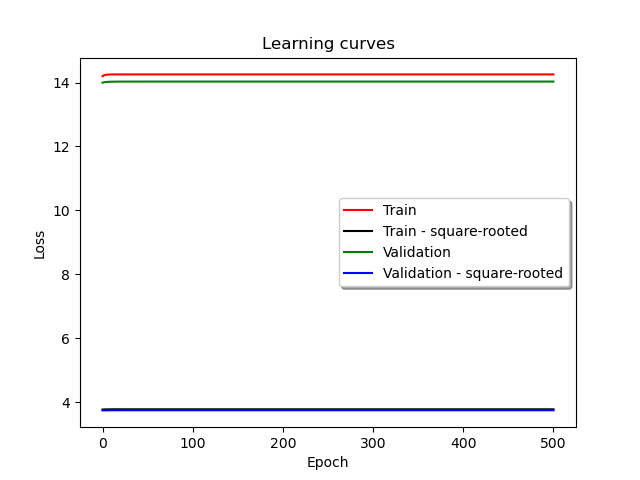 Learning curves
Loss
14
12
10
8
6
4
Train
Train - square-rooted
Validation
Validation - square-rooted
0 100 200 300 400 500
Epoch